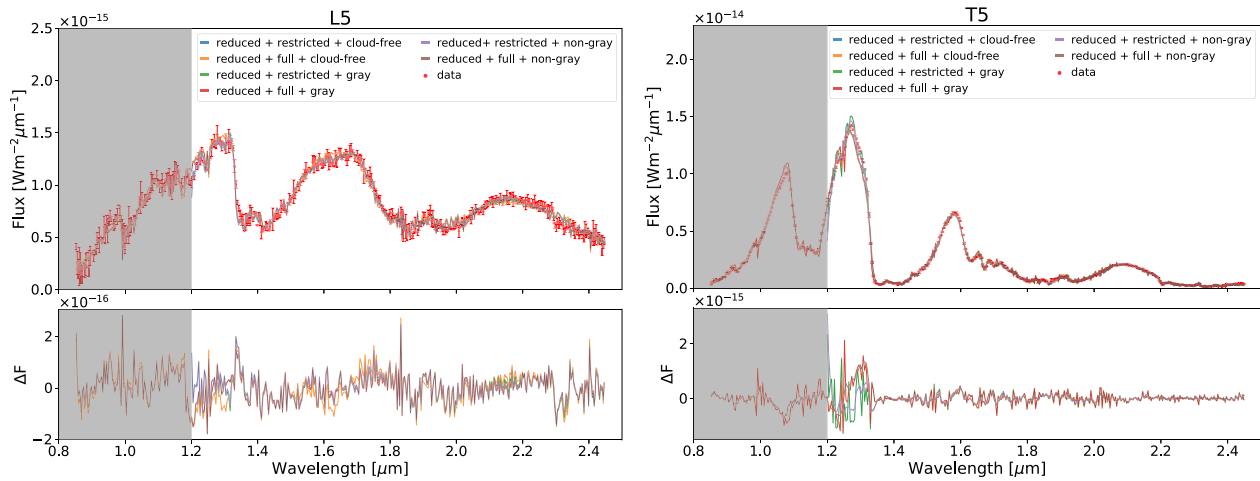 L5
×10⁻¹⁵
2.5
2.0
1.5
1.0
0.5
0.0
Flux [Wm⁻²μm⁻¹]
reduced + restricted + cloud-free
reduced + full + cloud-free
reduced + restricted + gray
reduced + full + gray
reduced+ restricted + non-gray
reduced + full + non-gray
data
×10⁻¹⁶
2
0
−2
ΔF
0.8 1.0 1.2 1.4 1.6 1.8 2.0 2.2 2.4
Wavelength [μm]
T5
×10⁻¹⁴
2.0
1.5
1.0
0.5
0.0
Flux [Wm⁻²μm⁻¹]
reduced + restricted + cloud-free
reduced + full + cloud-free
reduced + restricted + gray
reduced + full + gray
reduced + restricted + non-gray
reduced + full + non-gray
data
×10⁻¹⁵
2
0
ΔF
0.8 1.0 1.2 1.4 1.6 1.8 2.0 2.2 2.4
Wavelength [μm]